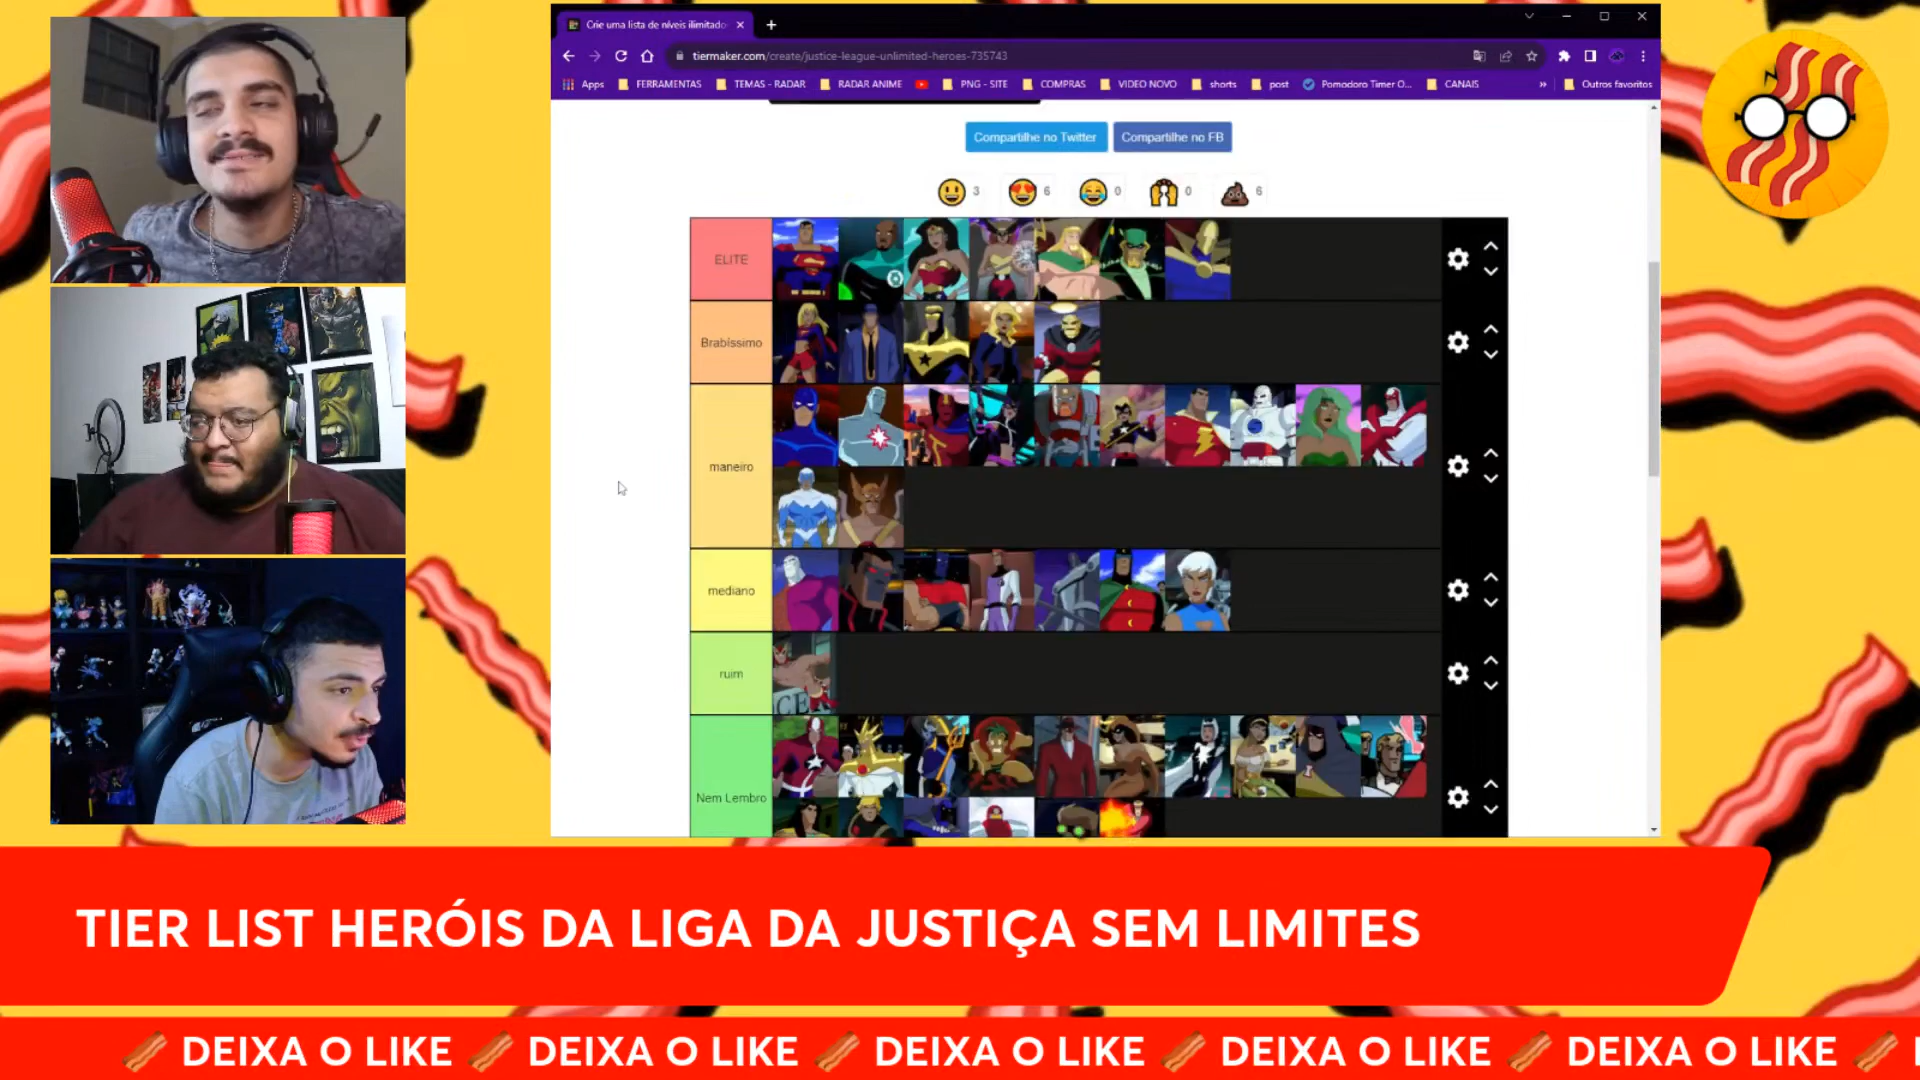 Crie uma lista de níveis ilimitado
tiermaker.com/create/justice-league-unlimited-heroes-735743
Apps FERRAMENTAS TEMAS - RADAR RADAR ANIME PNG - SITE COMPRAS VIDEO NOVO shorts post Pomodoro Timer O... CANAIS » Outros favoritos
Compartilhe no Twitter Compartilhe no FB
3 6 0 0 6
ELITE
Brabíssimo
maneiro
mediano
ruim
CE
Nem Lembro
TIER LIST HERÓIS DA LIGA DA JUSTIÇA SEM LIMITES
DEIXA O LIKE DEIXA O LIKE DEIXA O LIKE DEIXA O LIKE DEIXA O LIKE